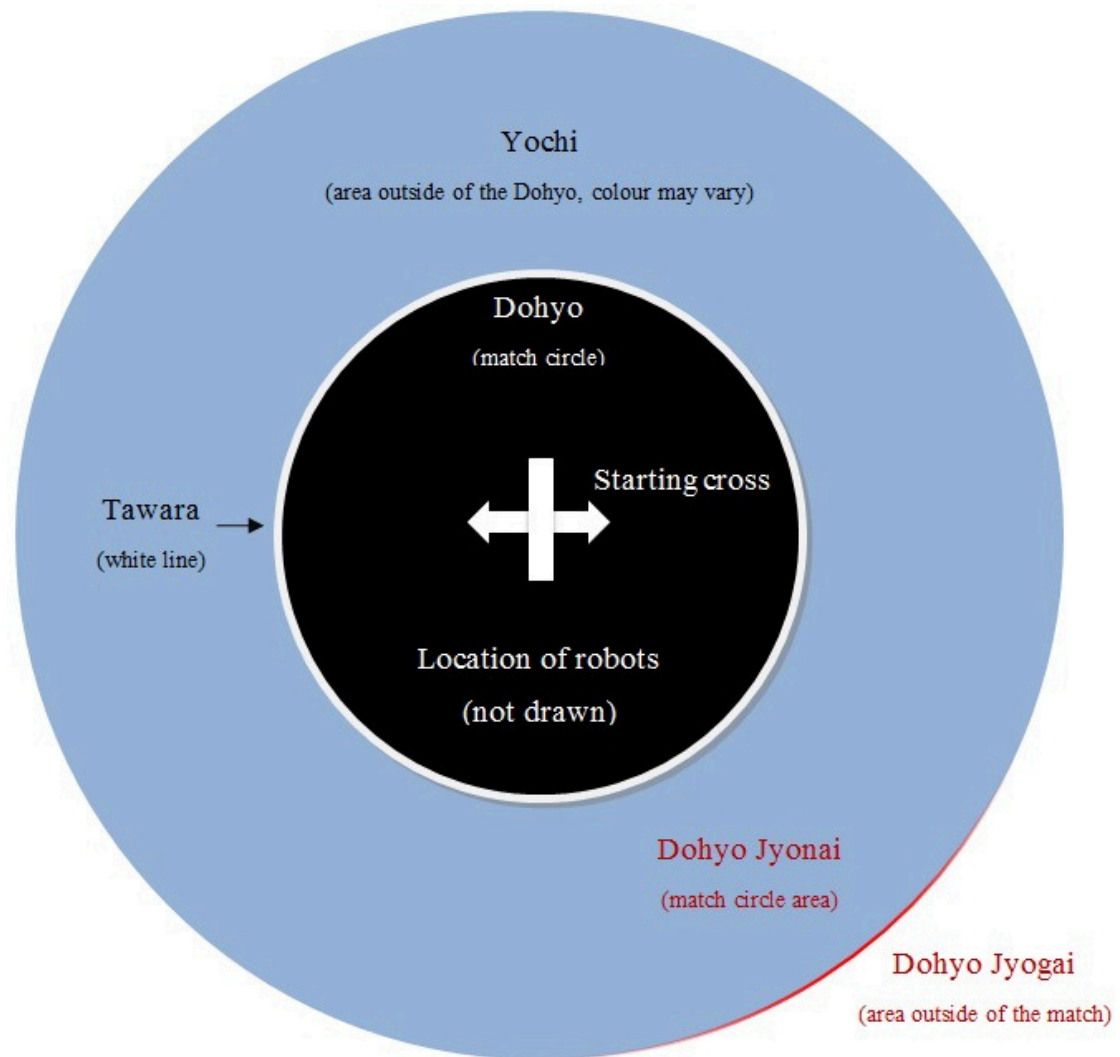 Yochi
(area outside of the Dohyo, colour may vary)
Dohyo
(match circle)
Starting cross
Tawara
(white line)
Location of robots
(not drawn)
Dohyo Jyonai
(match circle area)
Dohyo Jyogai
(area outside of the match)